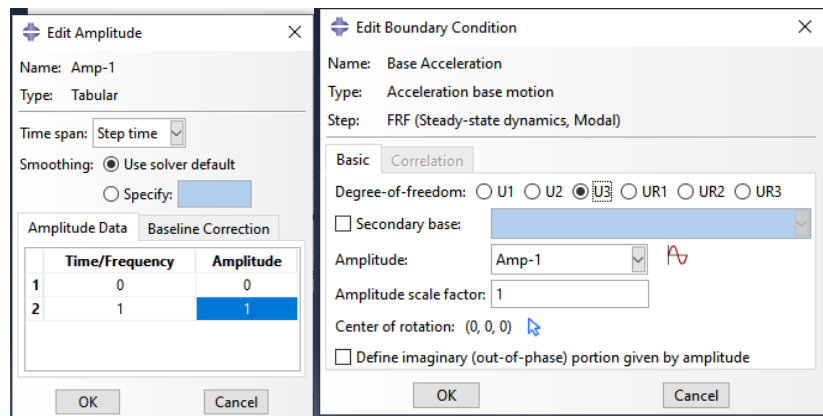 Edit Amplitude
Name: Amp-1
Type: Tabular
Time span: Step time
Smoothing: Use solver default
Specify:
Amplitude Data Baseline Correction
Time/Frequency Amplitude
1 0 0
2 1 1
OK Cancel
Edit Boundary Condition
Name: Base Acceleration
Type: Acceleration base motion
Step: FRF (Steady-state dynamics, Modal)
Basic Correlation
Degree-of-freedom: U1 U2 U3 UR1 UR2 UR3
Secondary base:
Amplitude: Amp-1
Amplitude scale factor: 1
Center of rotation: (0, 0, 0)
Define imaginary (out-of-phase) portion given by amplitude
OK Cancel